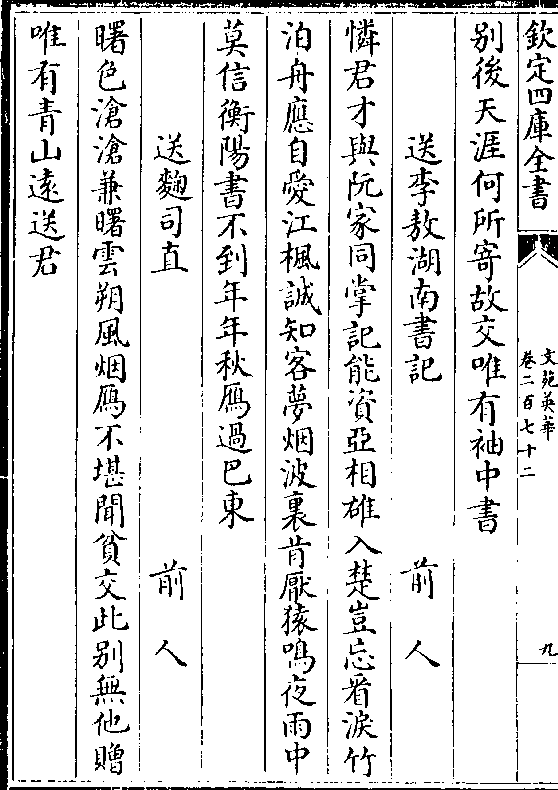 欽定四庫全書
文苑英華
卷二百七十二
九
别後天涯何所寄故交唯有袖中書
送李敖湖南書記
前人
憐君才與阮家同掌記能資亞相雄入楚豈忘看淚竹
泊舟應自愛江楓誠知客夢烟波裏肯厭猿鳴夜雨中
莫信衡陽書不到年年秋鴈過巴東
送麴司直
前人
曙色滄滄兼曙雲朔風烟鴈不堪聞貧交此别無他贈
唯有青山遠送君